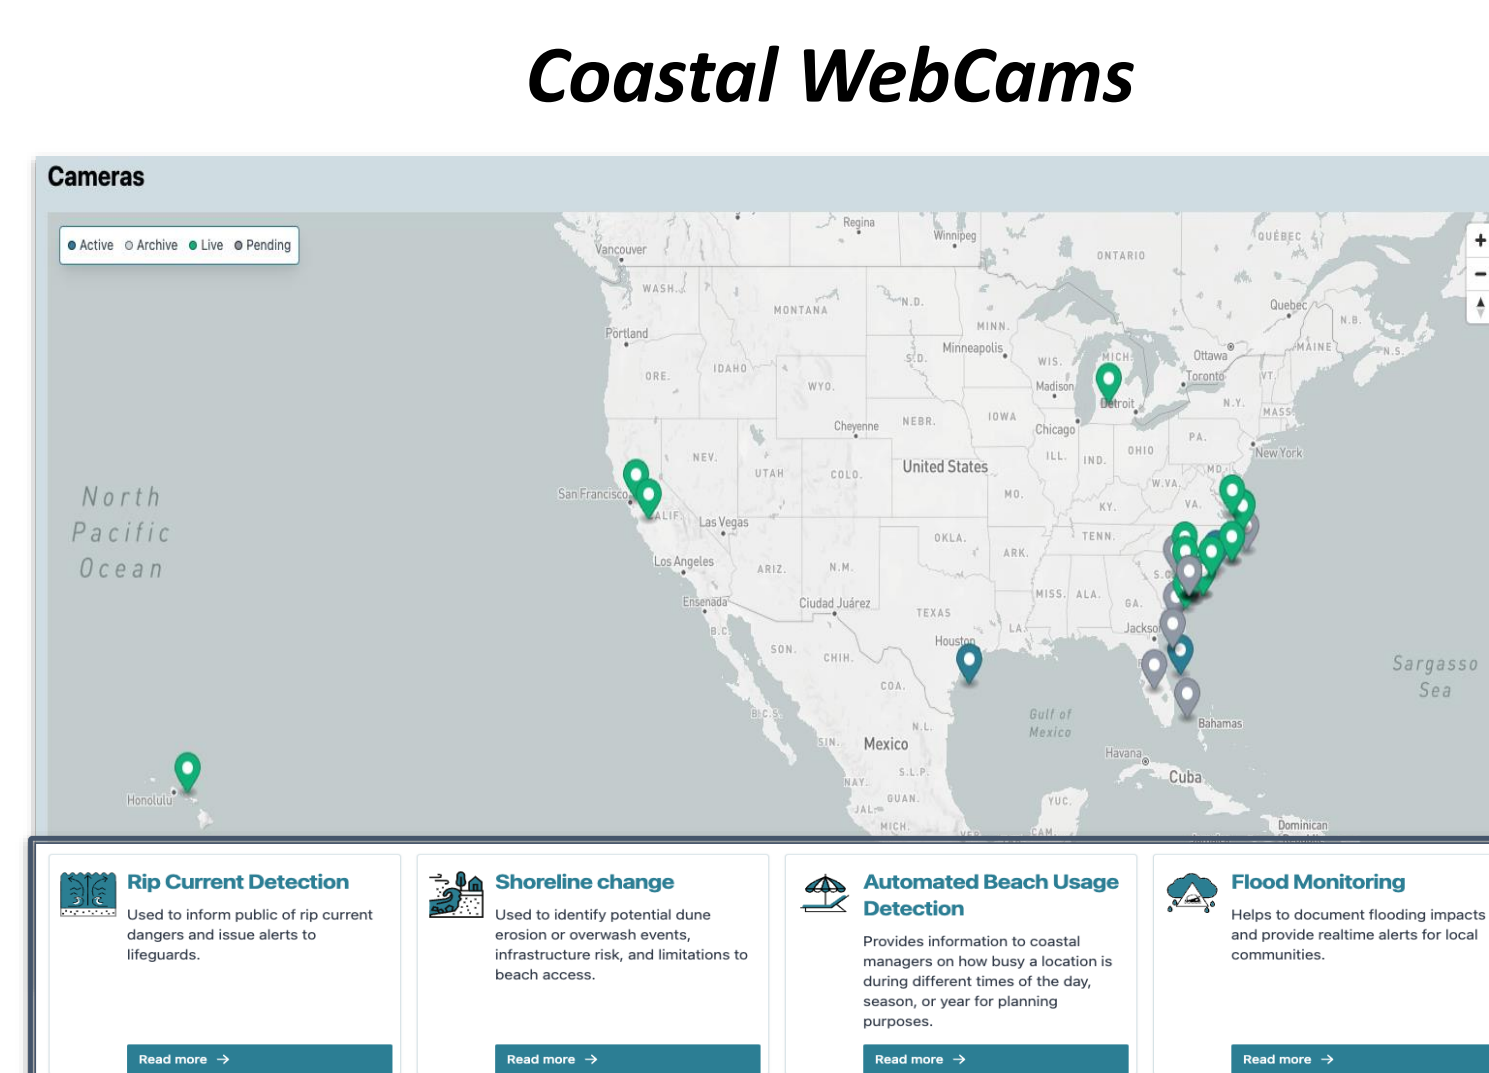 Coastal WebCams
Cameras
Active Archive Live Pending
Regina
Winnipeg
Vancouver
QUÉBEC
ONTARIO
WASH.
MONTANA
N.D.
Quebec
Portland
MINN.
N.B.
Minneapolis
S.D.
WIS.
MICH.
Ottawa
MAINE
N.S.
ORE.
IDAHO
WYO.
Madison
Toronto
VT.
Detroit
N.Y.
MASS.
Cheyenne
NEBR.
IOWA
Chicago
PA.
NEV.
UTAH
COLO.
United States
ILL.
IND.
OHIO
New York
MD.
North
Pacific
Ocean
San Francisco
MO.
W.VA.
KY.
VA.
CALIF.
Las Vegas
OKLA.
TENN.
Los Angeles
ARIZ.
N.M.
ARK.
S.C.
Ensenada
Ciudad Juárez
TEXAS
MISS.
ALA.
GA.
B.C.
Houston
LA.
SON.
CHIH.
Sargasso
Sea
COA.
B.C.S.
Gulf of
Mexico
N.L.
Bahamas
SIN.
Mexico
Havana
NAY.
S.L.P.
Cuba
Honolulu
GUAN.
YUC.
JAL.
MICH.
VER.
CAM.
Dominican
Rip Current Detection
Used to inform public of rip current
dangers and issue alerts to
lifeguards.
Read more →
Shoreline change
Used to identify potential dune
erosion or overwash events,
infrastructure risk, and limitations to
beach access.
Read more →
Automated Beach Usage
Detection
Provides information to coastal
managers on how busy a location is
during different times of the day,
season, or year for planning
purposes.
Read more →
Flood Monitoring
Helps to document flooding impacts
and provide realtime alerts for local
communities.
Read more →